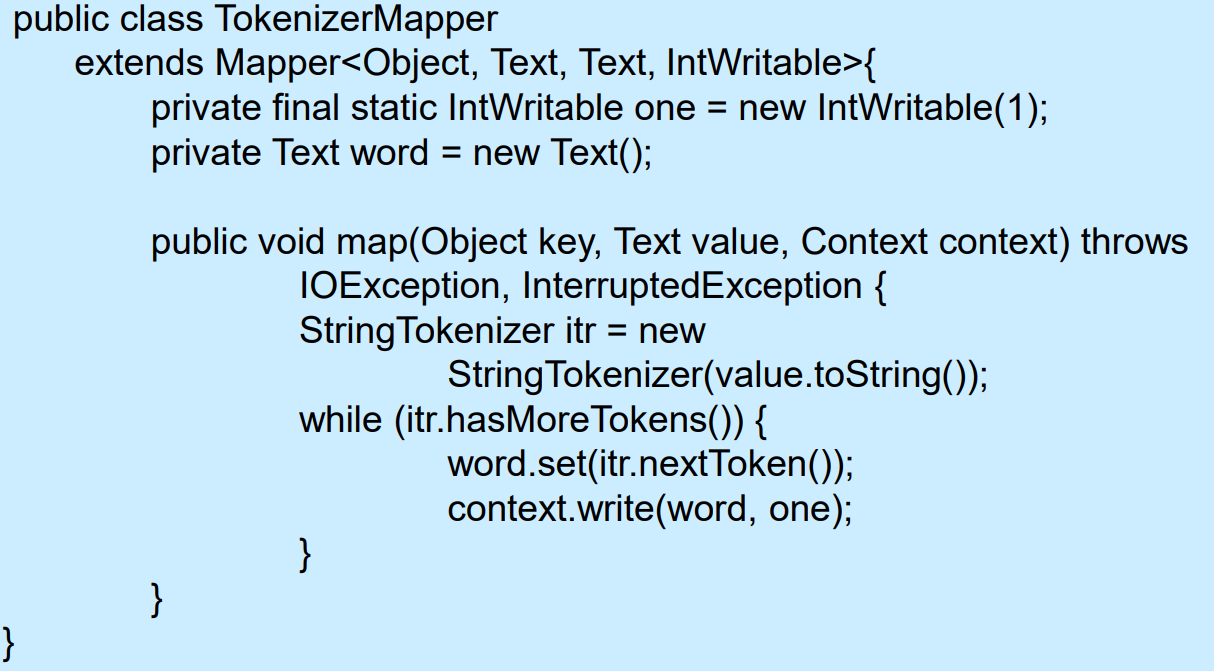 public class TokenizerMapper
extends Mapper<Object, Text, Text, IntWritable>{
private final static IntWritable one = new IntWritable(1);
private Text word = new Text();
public void map(Object key, Text value, Context context) throws
IOException, InterruptedException {
StringTokenizer itr = new
StringTokenizer(value.toString());
while (itr.hasMoreTokens()) {
word.set(itr.nextToken());
context.write(word, one);
}
}
}